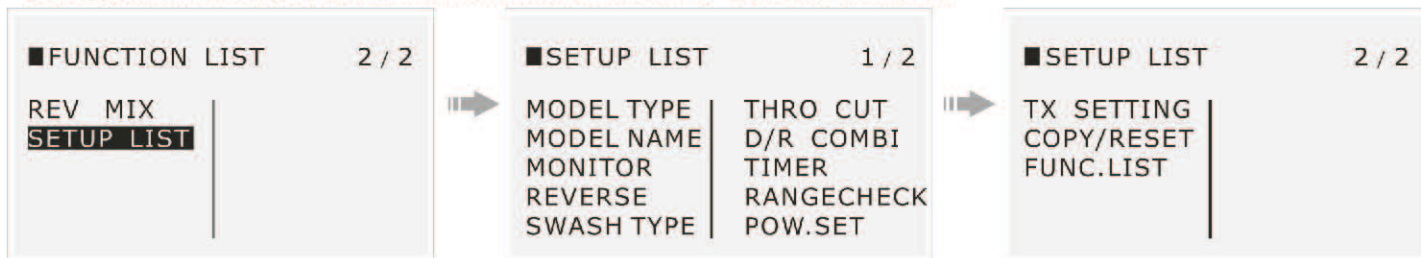 ■FUNCTION LIST 2/2
REV MIX
SETUP LIST
■SETUP LIST 1/2
MODEL TYPE
MODEL NAME
MONITOR
REVERSE
SWASH TYPE
THRO CUT
D/R COMBI
TIMER
RANGECHECK
POW.SET
■SETUP LIST 2/2
TX SETTING
COPY/RESET
FUNC.LIST